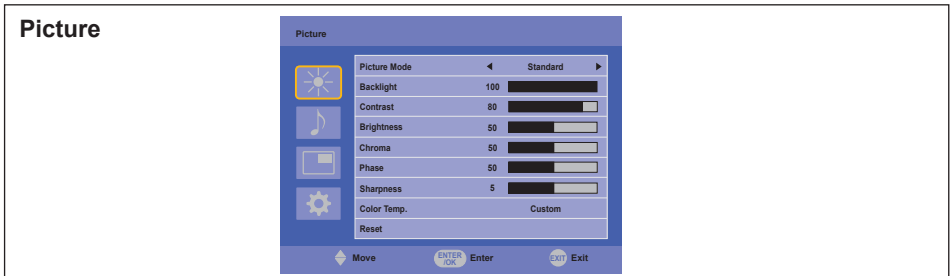 Picture
Picture
Picture Mode Standard
Backlight 100
Contrast 80
Brightness 50
Chroma 50
Phase 50
Sharpness 5
Color Temp. Custom
Reset
Move ENTER /OK Enter EXIT Exit